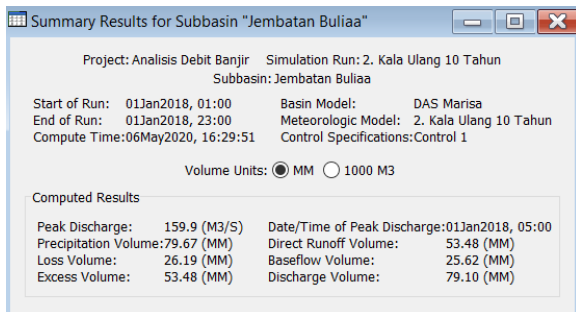 Summary Results for Subbasin "Jembatan Buliaa"
Project: Analisis Debit Banjir Simulation Run: 2. Kala Ulang 10 Tahun
Subbasin: Jembatan Buliaa
Start of Run: 01Jan2018, 01:00 Basin Model: DAS Marisa
End of Run: 01Jan2018, 23:00 Meteorologic Model: 2. Kala Ulang 10 Tahun
Compute Time:06May2020, 16:29:51 Control Specifications:Control 1
Volume Units: MM 1000 M3
Computed Results
Peak Discharge: 159.9 (M3/S) Date/Time of Peak Discharge:01Jan2018, 05:00
Precipitation Volume:79.67 (MM) Direct Runoff Volume: 53.48 (MM)
Loss Volume: 26.19 (MM) Baseflow Volume: 25.62 (MM)
Excess Volume: 53.48 (MM) Discharge Volume: 79.10 (MM)